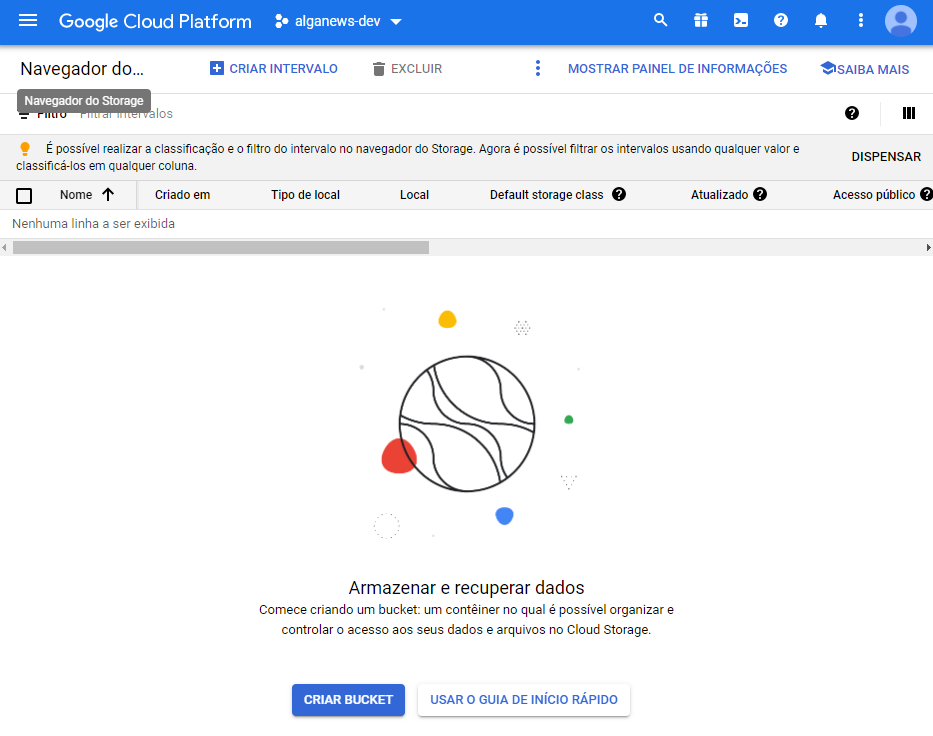 Google Cloud Platform alganews-dev
Navegador do... CRIAR INTERVALO EXCLUIR MOSTRAR PAINEL DE INFORMAÇÕES SAIBA MAIS
Navegador do Storage
Filtro Filtrar intervalos
É possível realizar a classificação e o filtro do intervalo no navegador do Storage. Agora é possível filtrar os intervalos usando qualquer valor e
classificá-los em qualquer coluna.
DISPENSAR
Nome Criado em Tipo de local Local Default storage class Atualizado Acesso público
Nenhuma linha a ser exibida
Armazenar e recuperar dados
Comece criando um bucket: um contêiner no qual é possível organizar e
controlar o acesso aos seus dados e arquivos no Cloud Storage.
CRIAR BUCKET USAR O GUIA DE INÍCIO RÁPIDO